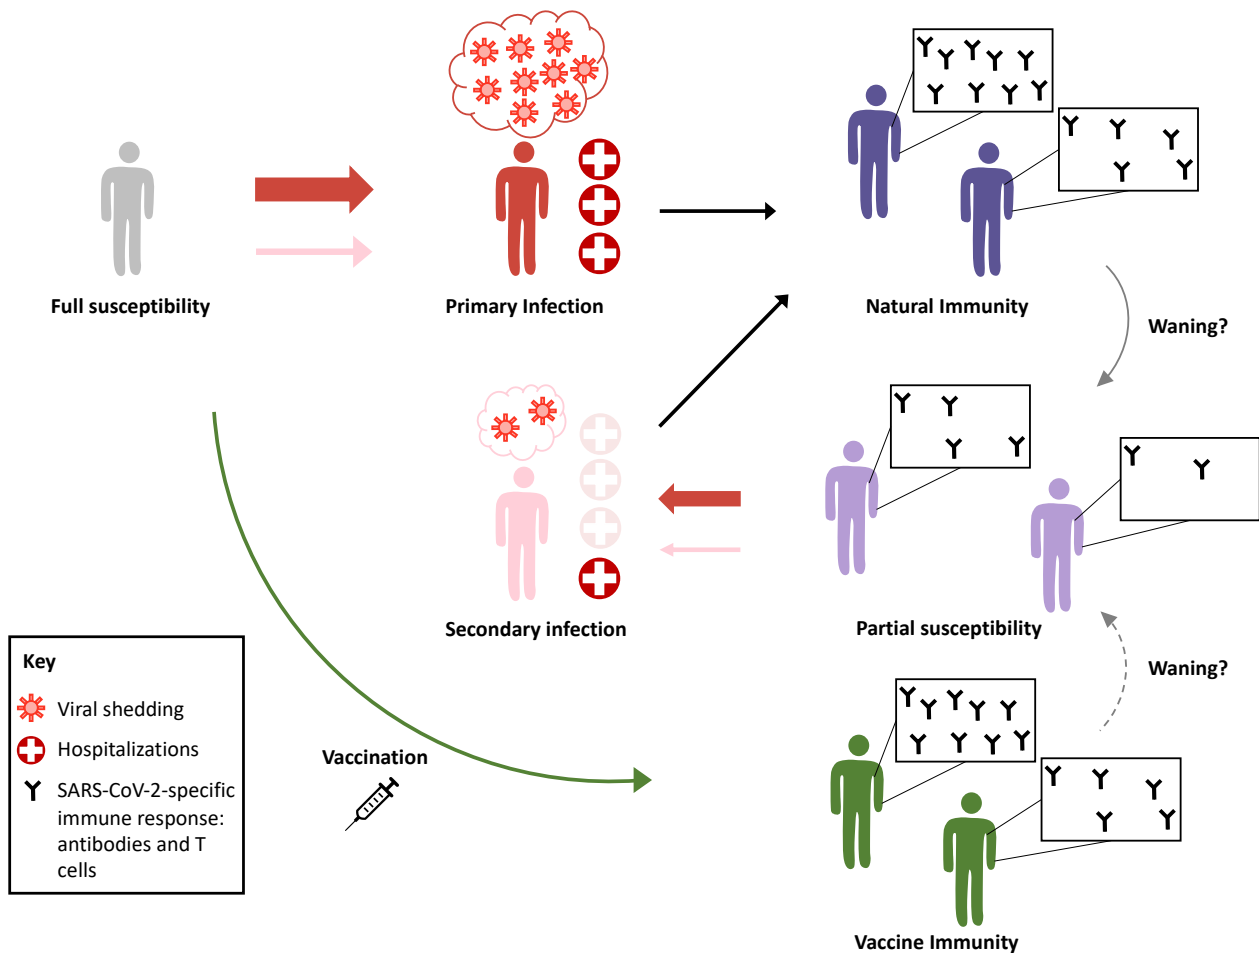 Full susceptibility
Primary Infection
Natural Immunity
Waning?
Secondary infection
Partial susceptibility
Waning?
Key
Viral shedding
Hospitalizations
SARS-CoV-2-specific
immune response:
antibodies and T
cells
Vaccination
Vaccine Immunity